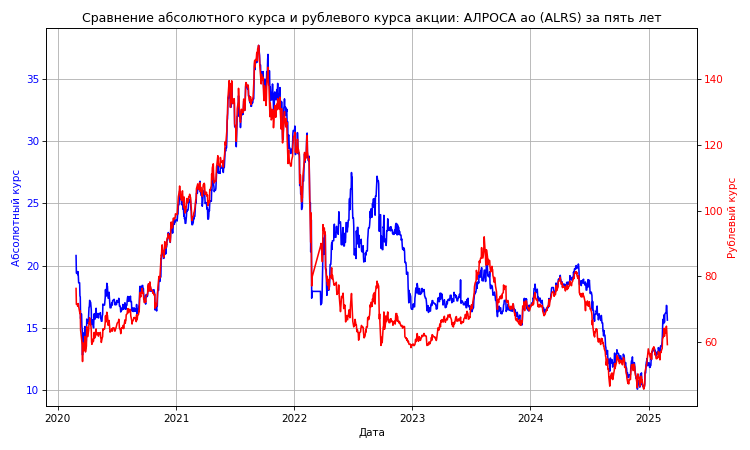 Сравнение абсолютного курса и рублевого курса акции: АЛРОСА ао (ALRS) за пять лет
Абсолютный курс
35
30
25
20
15
10
140
120
100
80
60
Рублевый курс
2020 2021 2022 2023 2024 2025
Дата